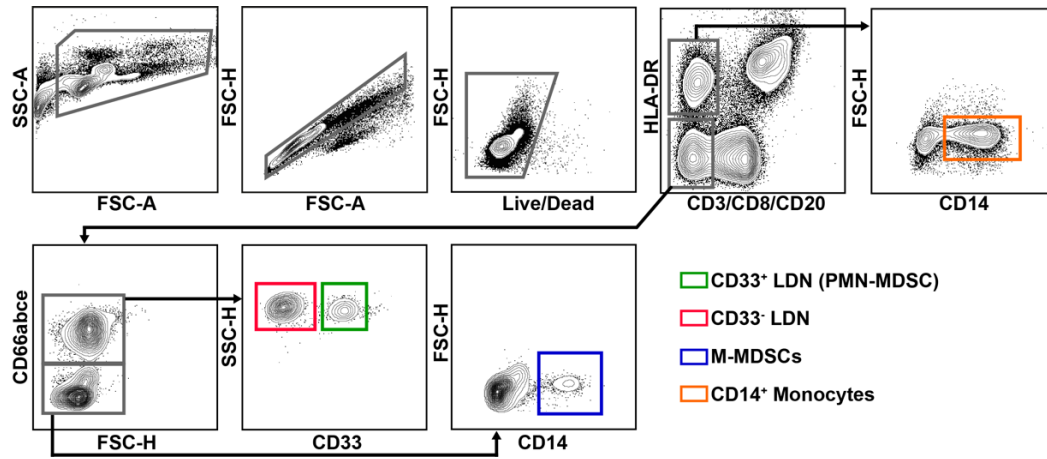 SSC-A
FSC-A
FSC-H
FSC-A
FSC-H
Live/Dead
HLA-DR
CD3/CD8/CD20
FSC-H
CD14
CD66abce
FSC-H
SSC-H
CD33
FSC-H
CD14
CD33⁺ LDN (PMN-MDSC)
CD33⁻ LDN
M-MDSCs
CD14⁺ Monocytes